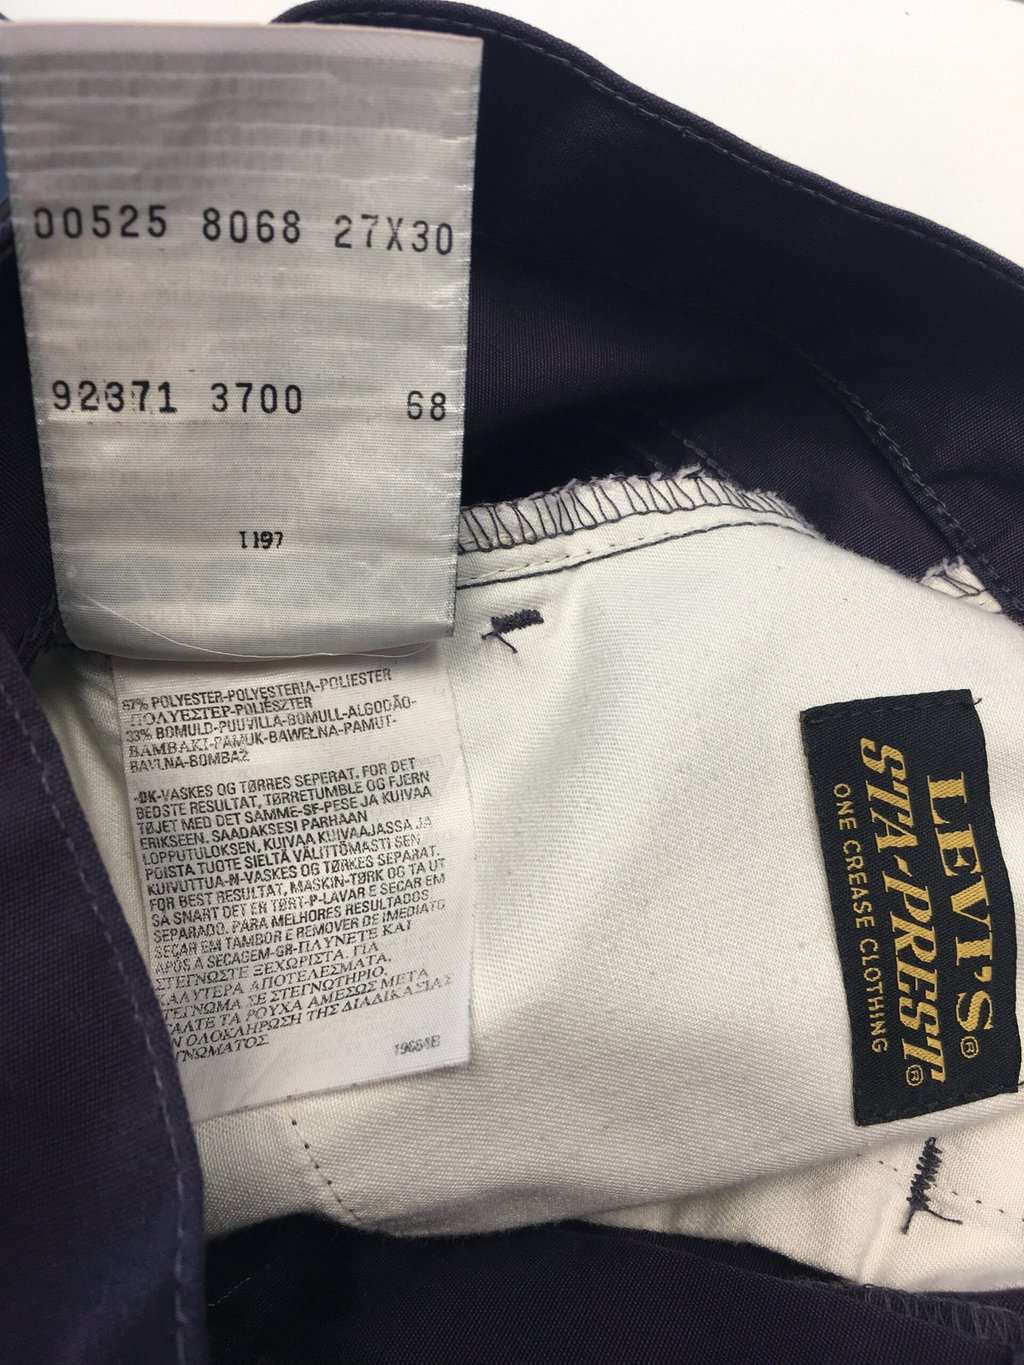 00525 8068 27X30
92371 3700 68
I197
67% POLYESTER-POLYESTERIA-POLIESTER
-ΠΟΛΥΕΣΤΕΡ-POLIÉSZTER
33% BOMULD-PUUVILLA-BOMULL-ALGODÃO-
BAMBAKI-PAMUK-BAWEŁNA-PAMUT-
BAVLNA-BOMBAŽ
-DK-VASKES OG TØRRES SEPERAT. FOR DET
BEDSTE RESULTAT, TØRRETUMBLE OG FJERN
TØJET MED DET SAMME-SF-PESE JA KUIVAA
ERIKSEEN. SAADAKSESI PARHAAN
LOPPUTULOKSEN, KUIVAA KUIVAAJASSA JA
POISTA TUOTE SIELTÄ VÄLITTÖMASTI SEN
KUIVUTTUA-N-VASKES OG TØRKES SEPARAT.
FOR BEST RESULTAT, MASKIN-TØRK OG TA UT
SÅ SNART DET ER TØRT-P-LAVAR E SECAR EM
SEPARADO. PARA MELHORES RESULTADOS
SEÇAR EM TAMBOR E REMOVER DE IMEDIATO
APÓS A SECAGEM-GR-ΠΛΥΝΕΤΕ ΚΑΙ
ΣΤΕΓΝΩΣΤΕ ΞΕΧΩΡΙΣΤΑ. ΓΙΑ
ΚΑΛΥΤΕΡΑ ΑΠΟΤΕΛΕΣΜΑΤΑ,
ΣΤΕΓΝΩΜΑ ΣΕ ΣΤΕΓΝΩΤΗΡΙΟ.
ΑΛΤΕ ΤΑ ΡΟΥΧΑ ΑΜΕΣΩΣ ΜΕΤΑ
Ν ΟΛΟΚΛΗΡΩΣΗ ΤΗΣ ΔΙΑΔΙΚΑΣΙΑΣ
ΓΝΩΜΑΤΟΣ
LEVI'S®
STA-PREST®
ONE CREASE CLOTHING